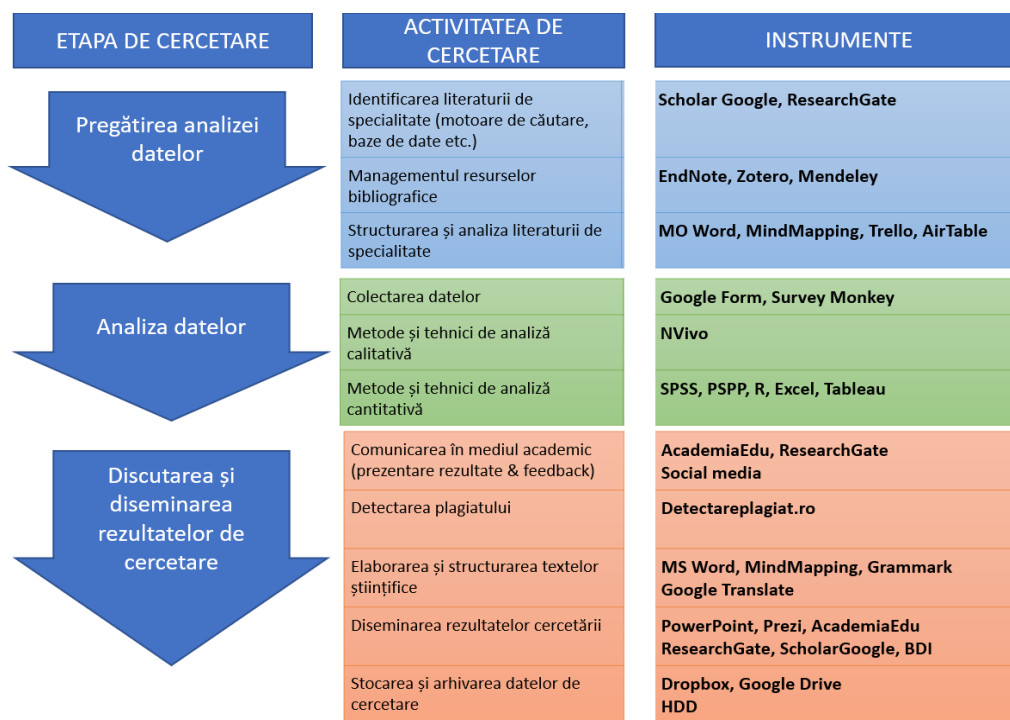 ETAPA DE CERCETARE
ACTIVITATEA DE
CERCETARE
INSTRUMENTE
Pregătirea analizei
datelor
Identificarea literaturii de
specialitate (motoare de căutare,
baze de date etc.)
Scholar Google, ResearchGate
Managementul resurselor
bibliografice
EndNote, Zotero, Mendeley
Structurarea și analiza literaturii de
specialitate
MO Word, MindMapping, Trello, AirTable
Analiza datelor
Colectarea datelor
Google Form, Survey Monkey
Metode și tehnici de analiză
calitativă
NVivo
Metode și tehnici de analiză
cantitativă
SPSS, PSPP, R, Excel, Tableau
Discutarea și
diseminarea
rezultatelor de
cercetare
Comunicarea în mediul academic
(prezentare rezultate & feedback)
AcademiaEdu, ResearchGate
Social media
Detectarea plagiatului
Detectareplagiat.ro
Elaborarea și structurarea textelor
științifice
MS Word, MindMapping, Grammark
Google Translate
Diseminarea rezultatelor cercetării
PowerPoint, Prezi, AcademiaEdu
ResearchGate, ScholarGoogle, BDI
Stocarea și arhivarea datelor de
cercetare
Dropbox, Google Drive
HDD